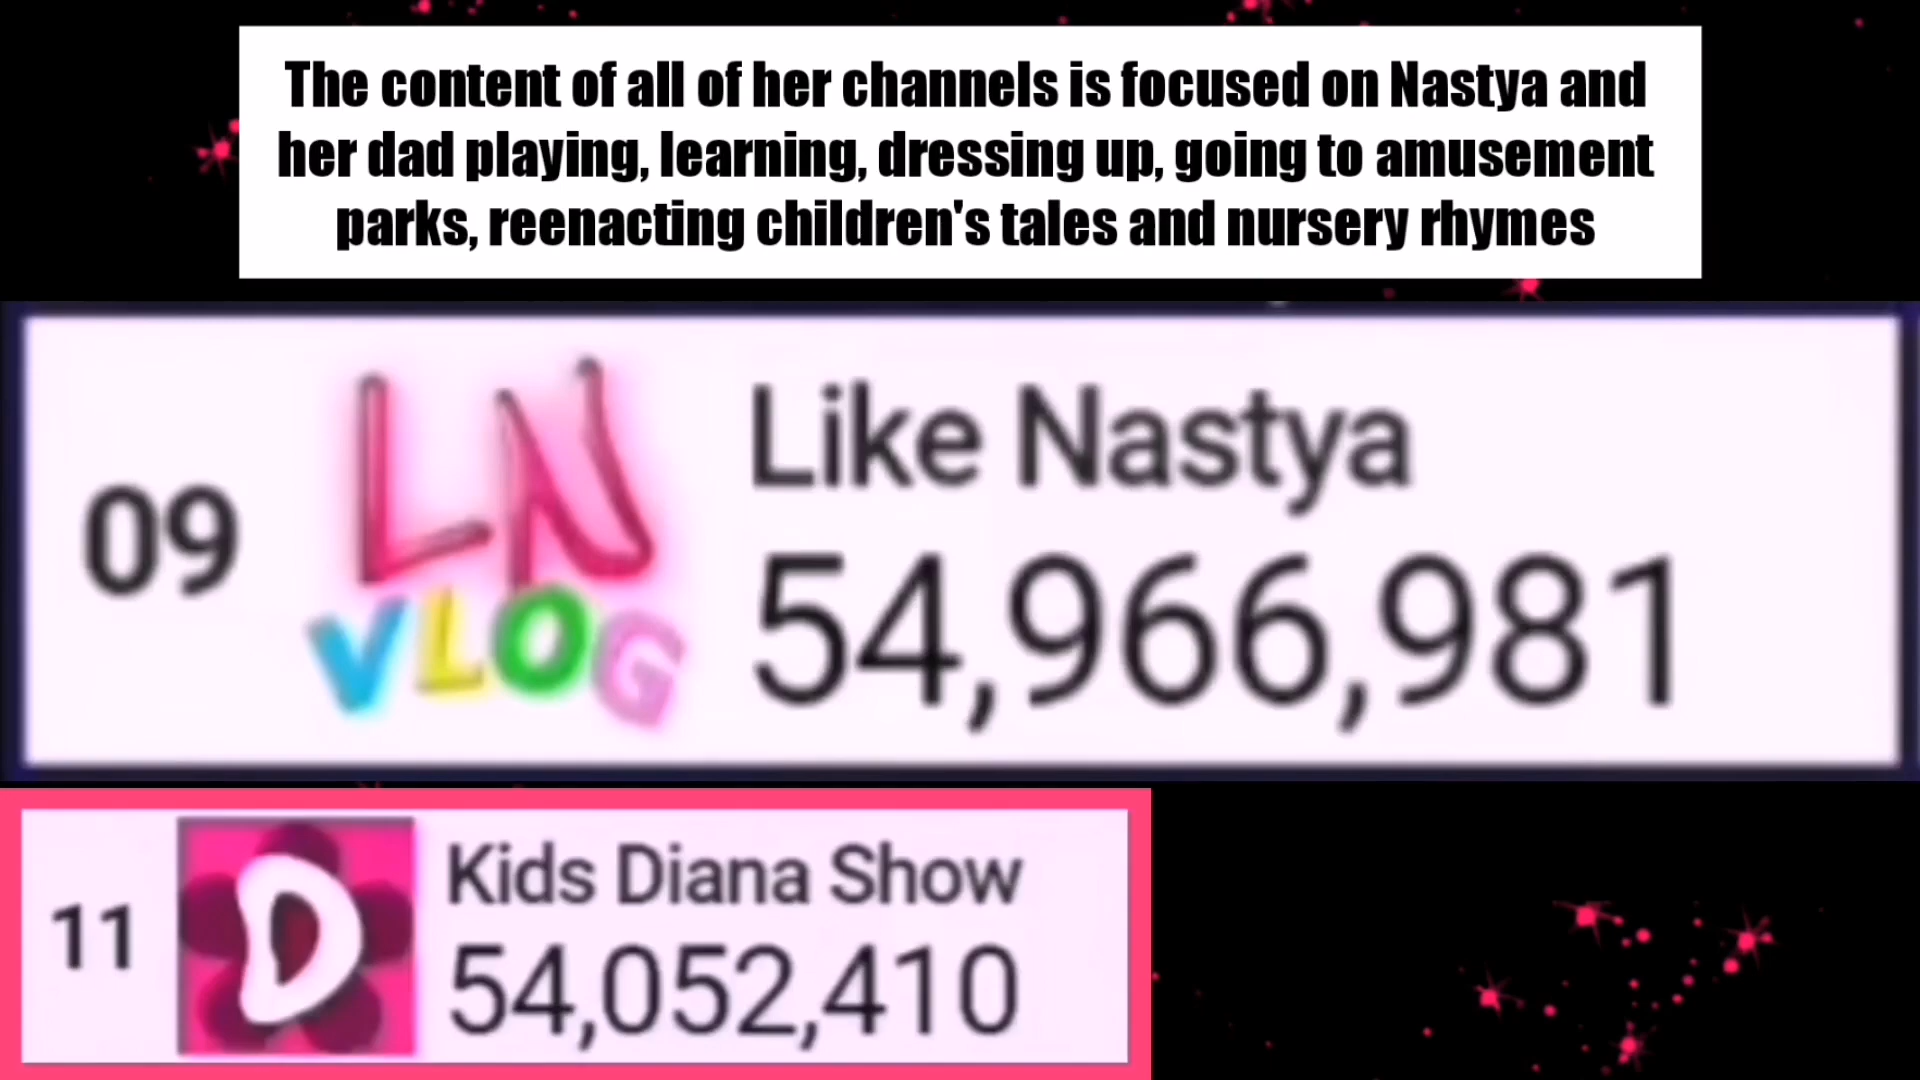 The content of all of her channels is focused on Nastya and
her dad playing, learning, dressing up, going to amusement
parks, reenacting children's tales and nursery rhymes
09
LN
VLOG
Like Nastya
54,966,981
11
D
Kids Diana Show
54,052,410